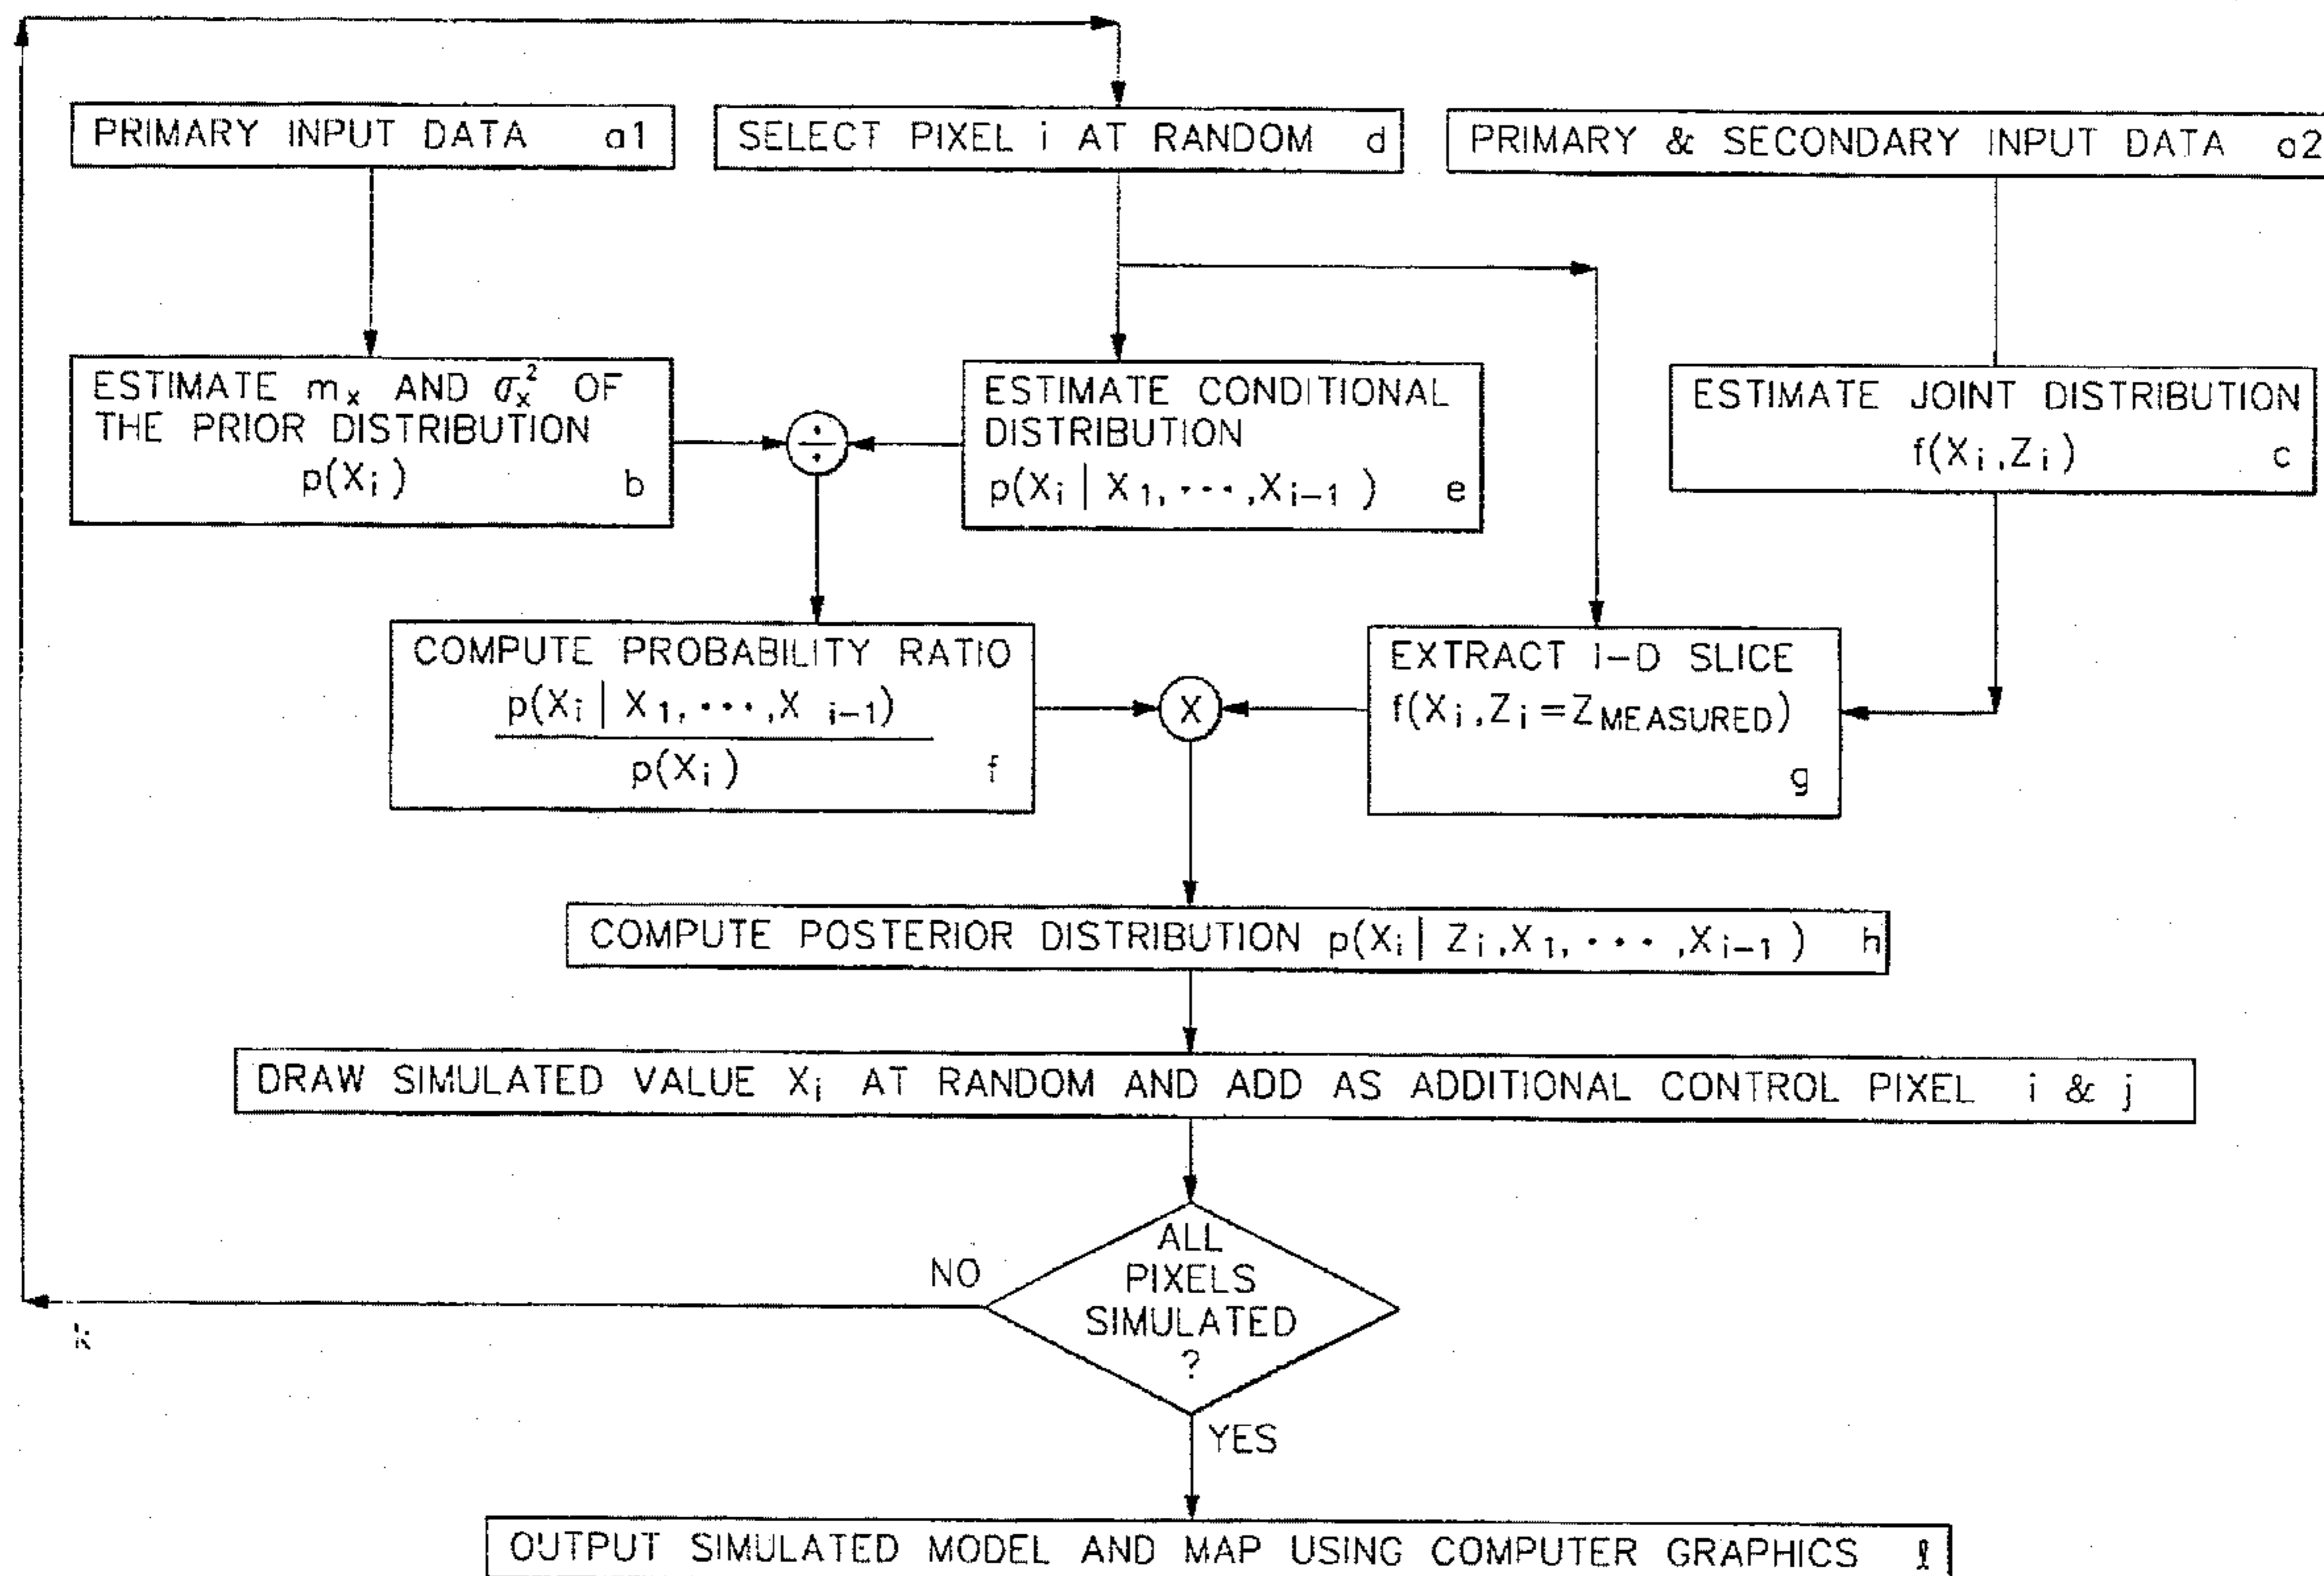 PRIMARY INPUT DATA a1
SELECT PIXEL i AT RANDOM d
PRIMARY & SECONDARY INPUT DATA a2
ESTIMATE mₓ AND σₓ² OF
THE PRIOR DISTRIBUTION
p(Xᵢ) b
÷
ESTIMATE CONDITIONAL
DISTRIBUTION
p(Xᵢ | X₁, ··· ,Xᵢ₋₁ ) e
ESTIMATE JOINT DISTRIBUTION
f(Xᵢ,Zᵢ) c
COMPUTE PROBABILITY RATIO
p(Xᵢ | X₁, ··· ,X ᵢ₋₁)
p(Xᵢ) f
X
EXTRACT 1-D SLICE
f(Xᵢ,Zᵢ=Z_MEASURED)
g
COMPUTE POSTERIOR DISTRIBUTION p(Xᵢ | Zᵢ,X₁, ··· ,Xᵢ₋₁ ) h
DRAW SIMULATED VALUE Xᵢ AT RANDOM AND ADD AS ADDITIONAL CONTROL PIXEL i & j
NO
ALL
PIXELS
SIMULATED
?
k
YES
OUTPUT SIMULATED MODEL AND MAP USING COMPUTER GRAPHICS ℓ